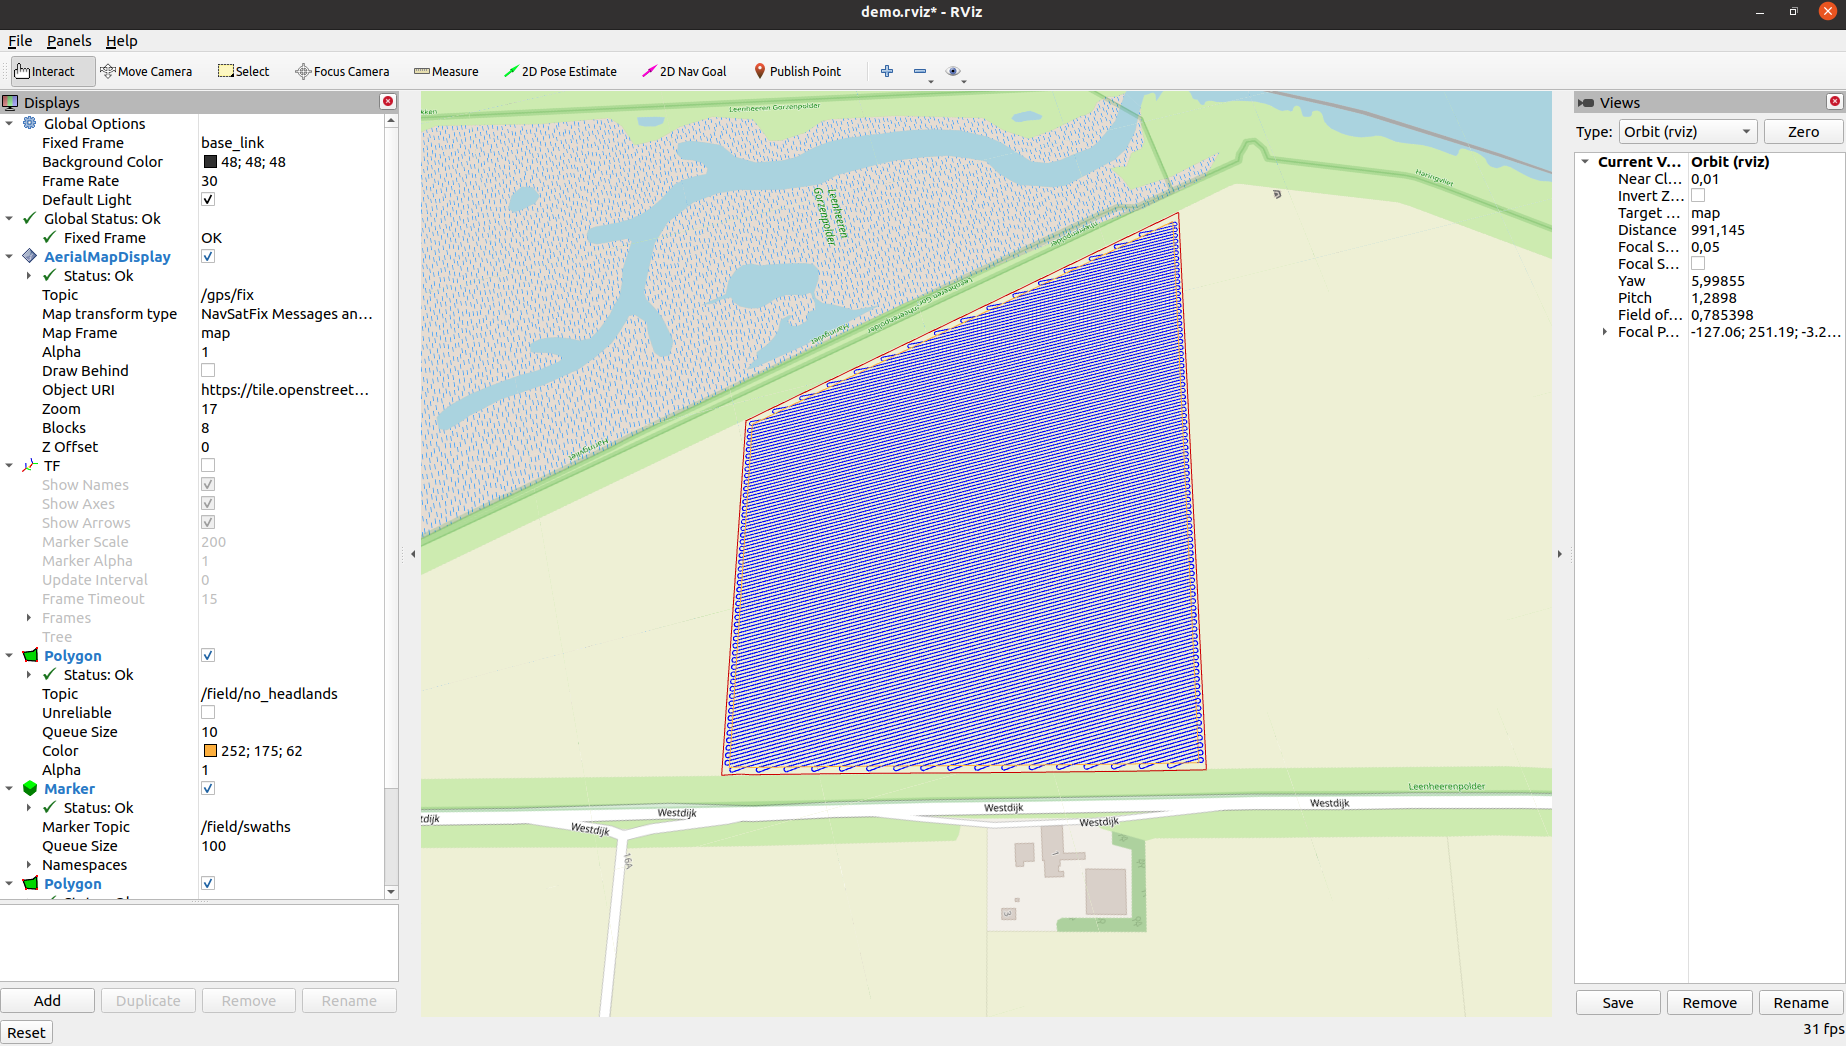 demo.rviz* - RViz
File Panels Help
Interact Move Camera Select Focus Camera Measure 2D Pose Estimate 2D Nav Goal Publish Point
Displays
Global Options
Fixed Frame base_link
Background Color 48; 48; 48
Frame Rate 30
Default Light
Global Status: Ok
Fixed Frame OK
AerialMapDisplay
Status: Ok
Topic /gps/fix
Map transform type NavSatFix Messages an...
Map Frame map
Alpha 1
Draw Behind
Object URI https://tile.openstreet...
Zoom 17
Blocks 8
Z Offset 0
TF
Show Names
Show Axes
Show Arrows
Marker Scale 200
Marker Alpha 1
Update Interval 0
Frame Timeout 15
Frames
Tree
Polygon
Status: Ok
Topic /field/no_headlands
Unreliable
Queue Size 10
Color 252; 175; 62
Alpha 1
Marker
Status: Ok
Marker Topic /field/swaths
Queue Size 100
Namespaces
Polygon
Add Duplicate Remove Rename
Reset
Leenheeren Gorzenpolder
Leenheeren
Gorzenpolder
Haringvliet
Haringvliet
Leenheeren Gorzenpolder
Haringvliet
Leenheerenpolder
Westdijk
Westdijk
Westdijk
Westdijk
Westdijk
16A
1
3
Views
Type: Orbit (rviz) Zero
Current V... Orbit (rviz)
Near Cl... 0,01
Invert Z...
Target ... map
Distance 991,145
Focal S... 0,05
Focal S...
Yaw 5,99855
Pitch 1,2898
Field of... 0,785398
Focal P... -127.06; 251.19; -3.2...
Save Remove Rename
31 fps